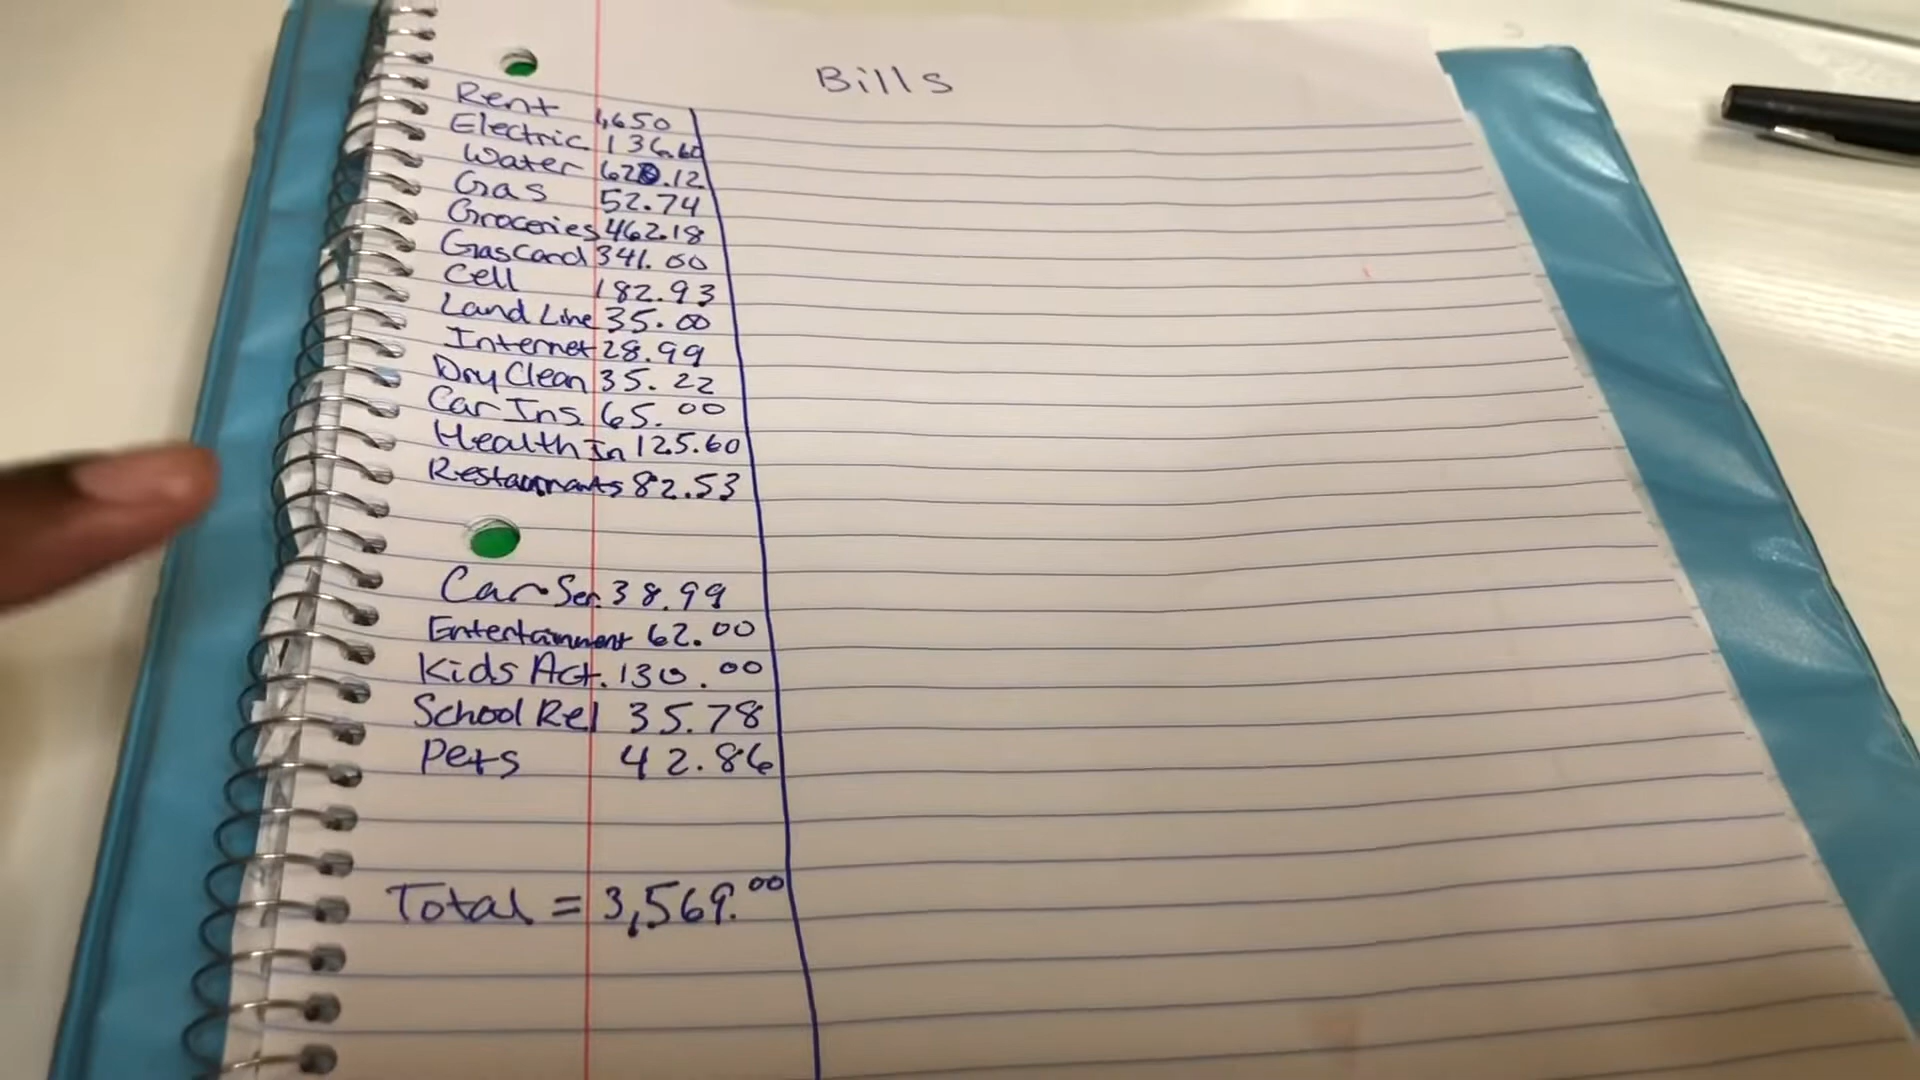 Bills
Rent 1,650
Electric 136.60
Water 62.12
Gas 52.74
Groceries 462.18
Gas Card 341.00
Cell 182.93
Land Line 35.00
Internet 28.99
Dry Clean 35.22
Car Ins. 65.00
Health In 125.60
Restaurants 82.53
Car Ser. 38.99
Entertainment 62.00
Kids Act. 130.00
School Rel 35.78
Pets 42.86
Total = 3,569.00